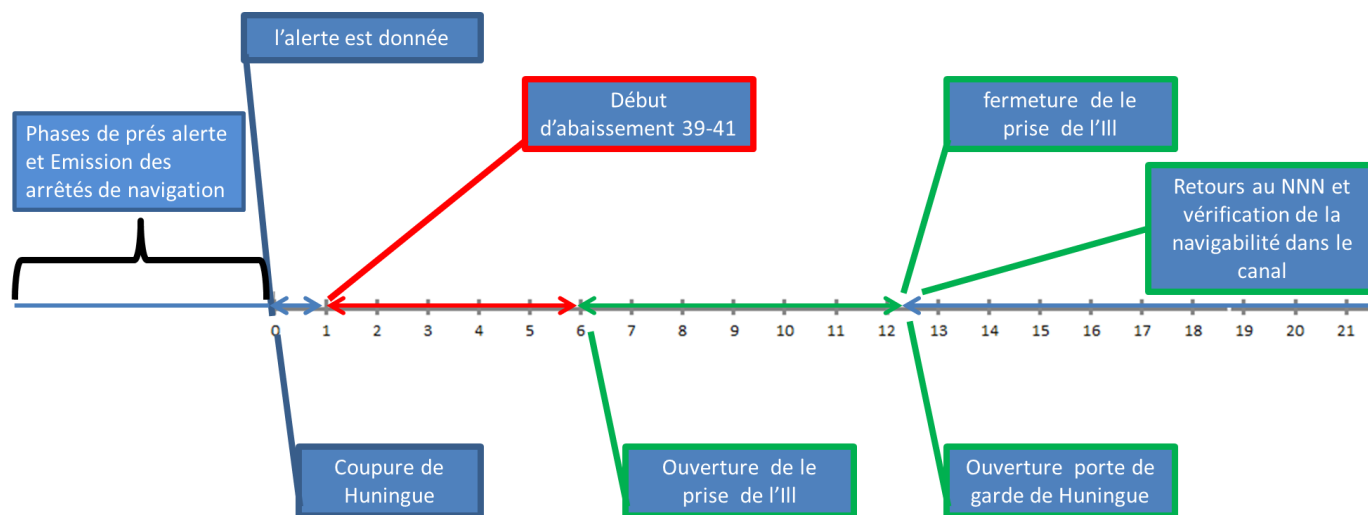 l'alerte est donnée
Phases de prés alerte
et Emission des
arrêtés de navigation
Début
d'abaissement 39-41
fermeture de le
prise de l'Ill
Retours au NNN et
vérification de la
navigabilité dans le
canal
0 1 2 3 4 5 6 7 8 9 10 11 12 13 14 15 16 17 18 19 20 21
Coupure de
Huningue
Ouverture de le
prise de l'Ill
Ouverture porte de
garde de Huningue